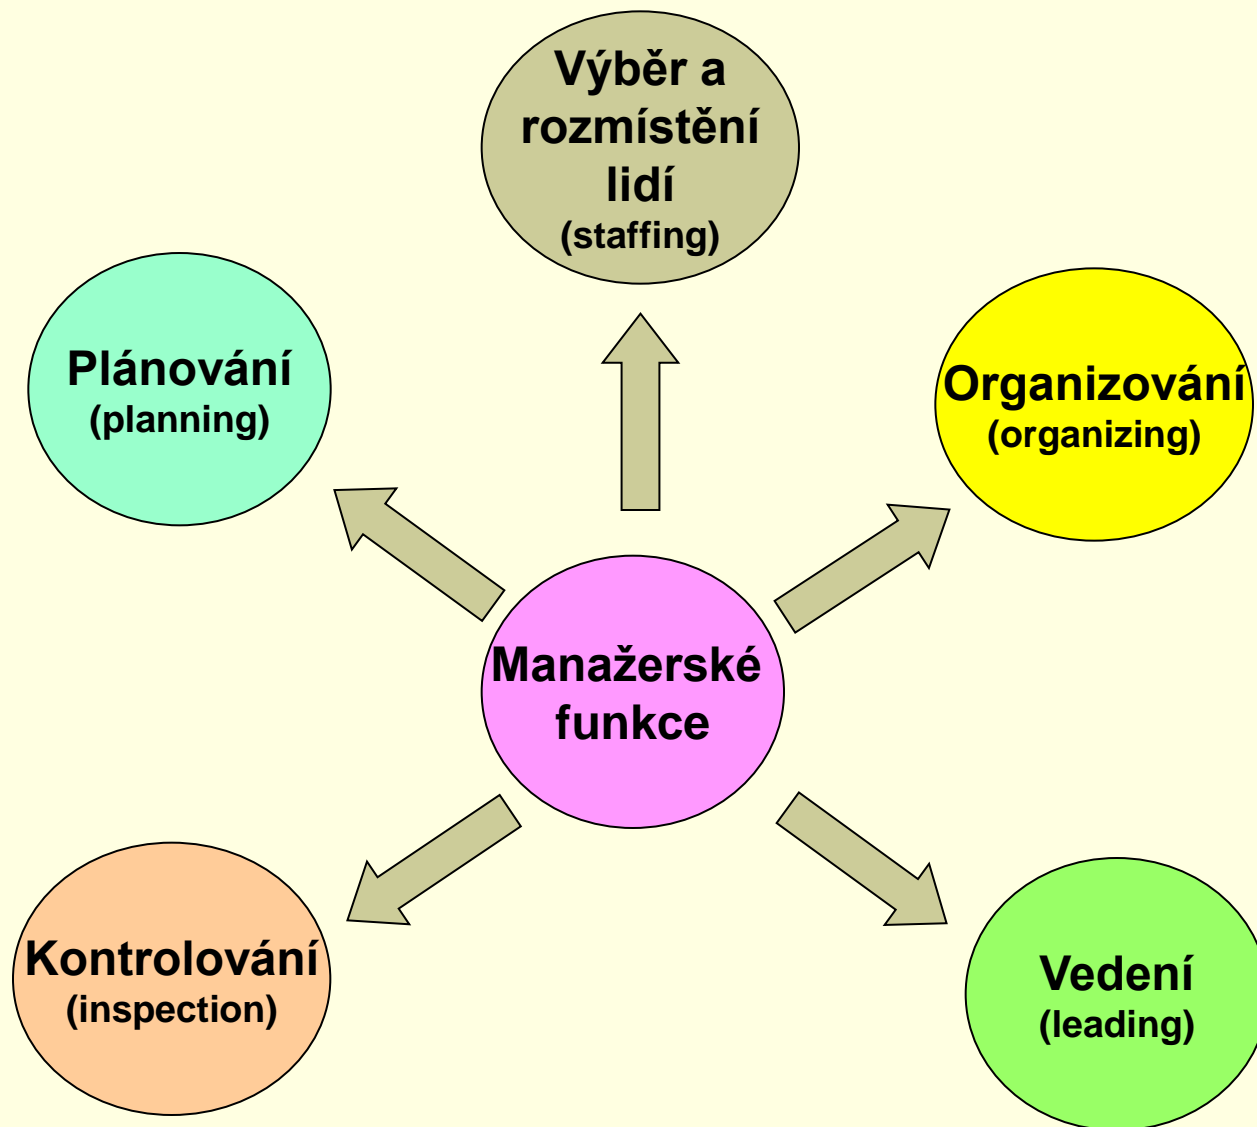 Výběr a
rozmístění
lidí
(staffing)
Plánování
(planning)
Organizování
(organizing)
Manažerské
funkce
Kontrolování
(inspection)
Vedení
(leading)